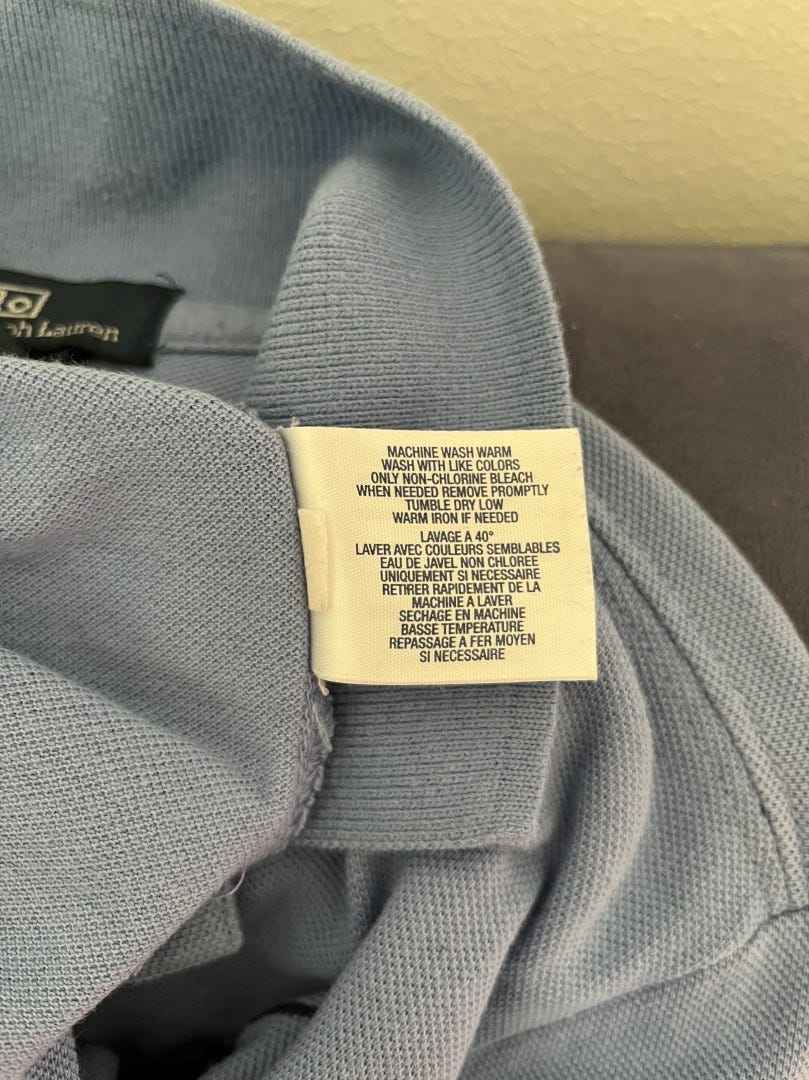 Lauren
MACHINE WASH WARM
WASH WITH LIKE COLORS
ONLY NON-CHLORINE BLEACH
WHEN NEEDED REMOVE PROMPTLY
TUMBLE DRY LOW
WARM IRON IF NEEDED
LAVAGE A 40°
LAVER AVEC COULEURS SEMBLABLES
EAU DE JAVEL NON CHLOREE
UNIQUEMENT SI NECESSAIRE
RETIRER RAPIDEMENT DE LA
MACHINE A LAVER
SECHAGE EN MACHINE
BASSE TEMPERATURE
REPASSAGE A FER MOYEN
SI NECESSAIRE